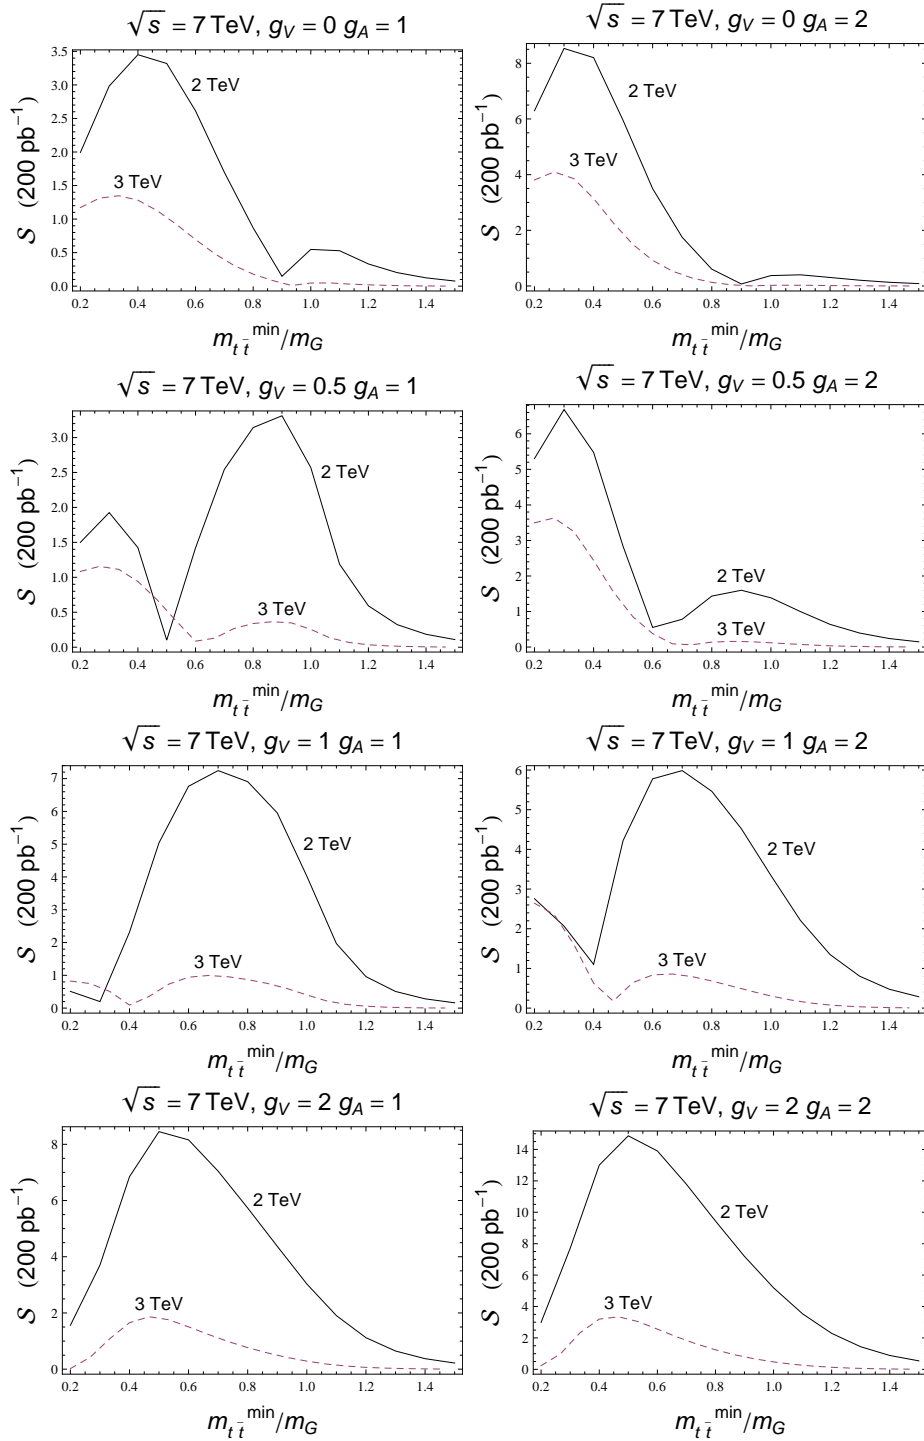 √s = 7 TeV, g_V = 0 g_A = 1
3.5
3.0
2.5
2.0
1.5
1.0
0.5
0.0
S (200 pb⁻¹)
2 TeV
3 TeV
0.2 0.4 0.6 0.8 1.0 1.2 1.4
m_{t t̄}^{min}/m_G
√s = 7 TeV, g_V = 0 g_A = 2
8
6
4
2
0
S (200 pb⁻¹)
2 TeV
3 TeV
0.2 0.4 0.6 0.8 1.0 1.2 1.4
m_{t t̄}^{min}/m_G
√s = 7 TeV, g_V = 0.5 g_A = 1
3.0
2.5
2.0
1.5
1.0
0.5
0.0
S (200 pb⁻¹)
2 TeV
3 TeV
0.2 0.4 0.6 0.8 1.0 1.2 1.4
m_{t t̄}^{min}/m_G
√s = 7 TeV, g_V = 0.5 g_A = 2
6
5
4
3
2
1
0
S (200 pb⁻¹)
2 TeV
3 TeV
0.2 0.4 0.6 0.8 1.0 1.2 1.4
m_{t t̄}^{min}/m_G
√s = 7 TeV, g_V = 1 g_A = 1
7
6
5
4
3
2
1
0
S (200 pb⁻¹)
2 TeV
3 TeV
0.2 0.4 0.6 0.8 1.0 1.2 1.4
m_{t t̄}^{min}/m_G
√s = 7 TeV, g_V = 1 g_A = 2
6
5
4
3
2
1
0
S (200 pb⁻¹)
2 TeV
3 TeV
0.2 0.4 0.6 0.8 1.0 1.2 1.4
m_{t t̄}^{min}/m_G
√s = 7 TeV, g_V = 2 g_A = 1
8
6
4
2
0
S (200 pb⁻¹)
2 TeV
3 TeV
0.2 0.4 0.6 0.8 1.0 1.2 1.4
m_{t t̄}^{min}/m_G
√s = 7 TeV, g_V = 2 g_A = 2
14
12
10
8
6
4
2
0
S (200 pb⁻¹)
2 TeV
3 TeV
0.2 0.4 0.6 0.8 1.0 1.2 1.4
m_{t t̄}^{min}/m_G